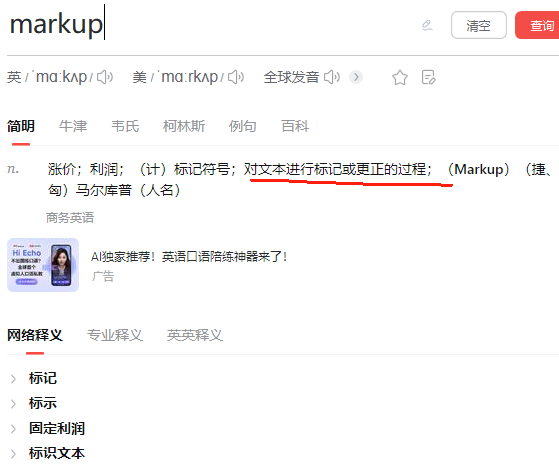 markup
清空
查询
英 / ˈmɑːkʌp /
美 / ˈmɑːrkʌp /
全球发音
简明 牛津 韦氏 柯林斯 例句 百科
n. 涨价；利润；（计）标记符号；对文本进行标记或更正的过程；（Markup）（捷、
匈）马尔库普（人名）
商务英语
Hi Echo
AI独家推荐！英语口语陪练神器来了！
广告
网络释义 专业释义 英英释义
标记
标示
固定利润
标识文本